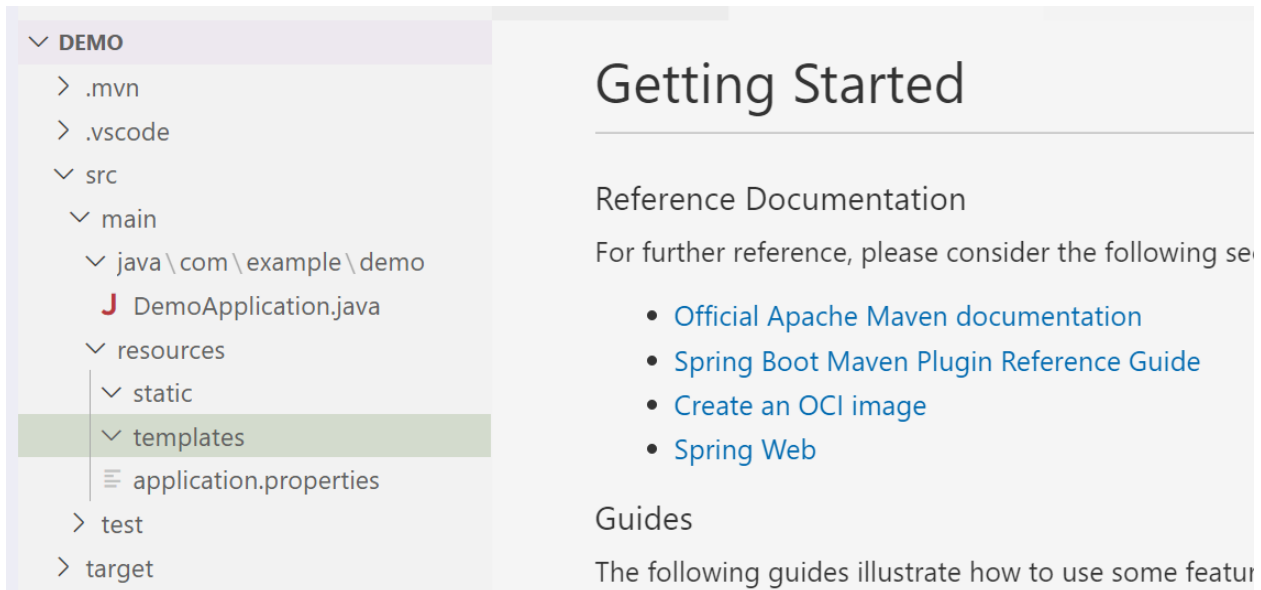 DEMO
.mvn
.vscode
src
main
java\com\example\demo
J DemoApplication.java
resources
static
templates
application.properties
test
target
Getting Started
Reference Documentation
For further reference, please consider the following
Official Apache Maven documentation
Spring Boot Maven Plugin Reference Guide
Create an OCI image
Spring Web
Guides
The following guides illustrate how to use some